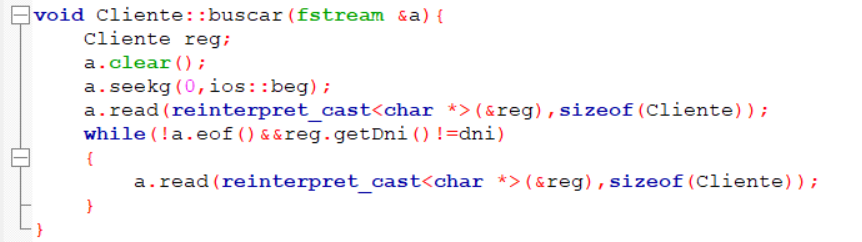 void Cliente::buscar(fstream &a){
Cliente reg;
a.clear();
a.seekg(0,ios::beg);
a.read(reinterpret_cast<char *>(&reg),sizeof(Cliente));
while(!a.eof()&&reg.getDni()!=dni)
{
a.read(reinterpret_cast<char *>(&reg),sizeof(Cliente));
}
}